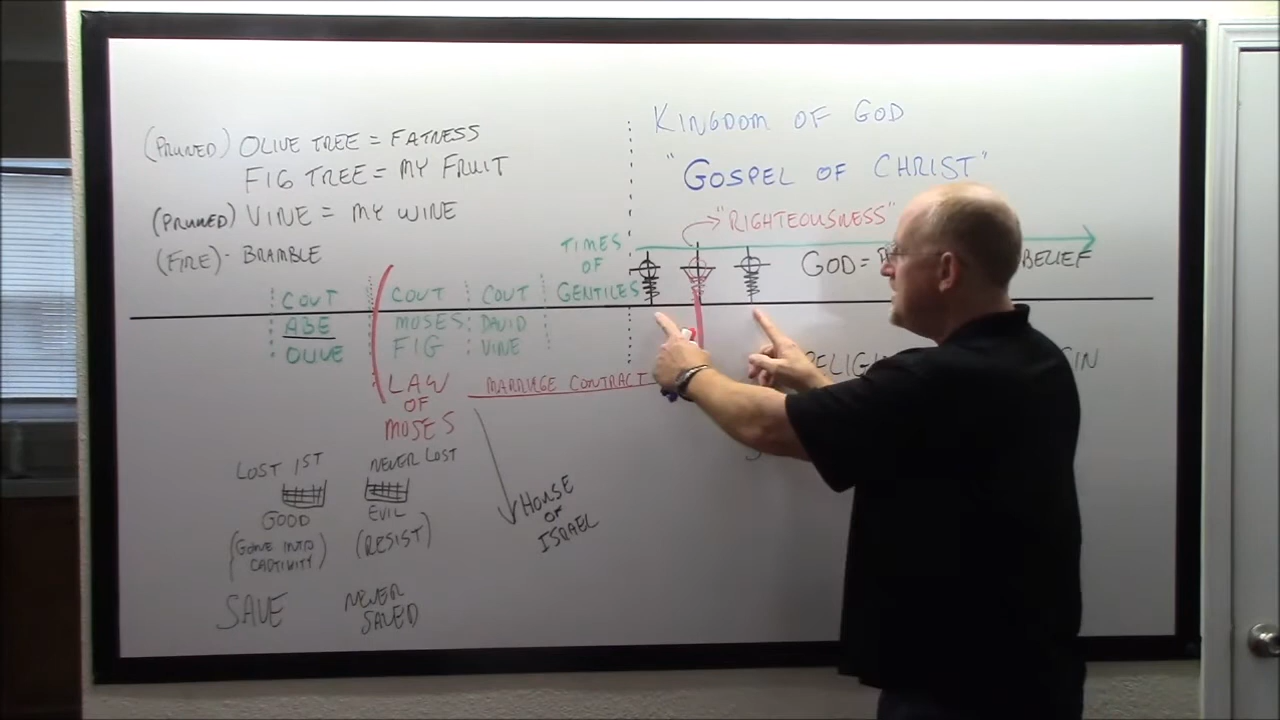 (PRUNED) OLIVE TREE = FATNESS
FIG TREE = MY FRUIT
(PRUNED) VINE = MY WINE
(FIRE)- BRAMBLE
KINGDOM OF GOD
"GOSPEL OF CHRIST"
"RIGHTEOUSNESS"
GOD =
BELIEF
TIMES
OF
GENTILES
COVT
ABE
OLIVE
COVT
MOSES
FIG
COVT
DAVID
VINE
LAW
OF
MOSES
MARRIAGE CONTRACT
RELIGI
LOST 1ST
GOOD
(GONE INTO
CAPTIVITY)
SAVE
NEVER LOST
EVIL
(RESIST)
NEVER
SAVED
HOUSE
OF
ISRAEL